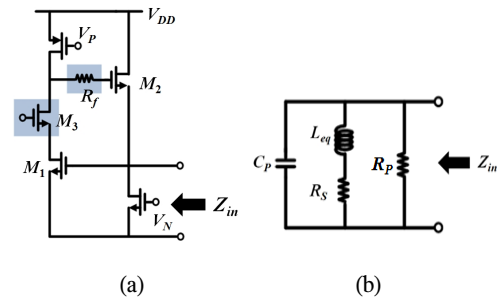 V_DD
V_P
R_f
M_2
M_3
M_1
V_N
Z_in
(a)
L_eq
C_P
R_S
R_P
Z_in
(b)